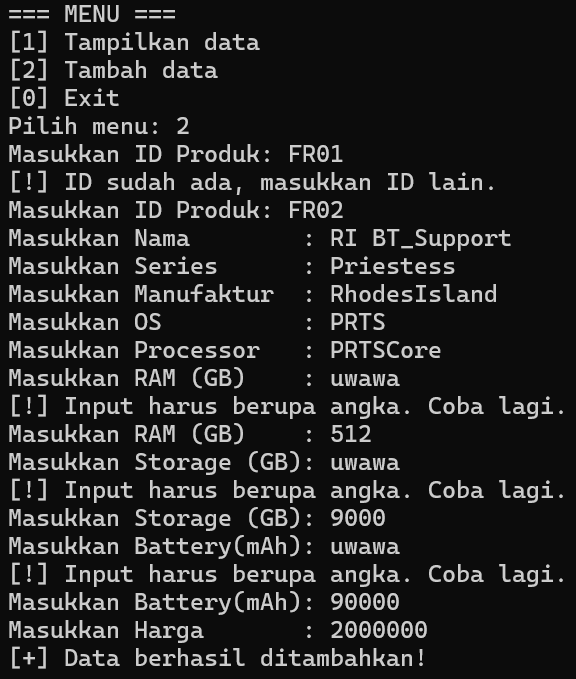 === MENU ===
[1] Tampilkan data
[2] Tambah data
[0] Exit
Pilih menu: 2
Masukkan ID Produk: FR01
[!] ID sudah ada, masukkan ID lain.
Masukkan ID Produk: FR02
Masukkan Nama        : RI BT_Support
Masukkan Series      : Priestess
Masukkan Manufaktur  : RhodesIsland
Masukkan OS          : PRTS
Masukkan Processor   : PRTSCore
Masukkan RAM (GB)    : uwawa
[!] Input harus berupa angka. Coba lagi.
Masukkan RAM (GB)    : 512
Masukkan Storage (GB): uwawa
[!] Input harus berupa angka. Coba lagi.
Masukkan Storage (GB): 9000
Masukkan Battery(mAh): uwawa
[!] Input harus berupa angka. Coba lagi.
Masukkan Battery(mAh): 90000
Masukkan Harga       : 2000000
[+] Data berhasil ditambahkan!